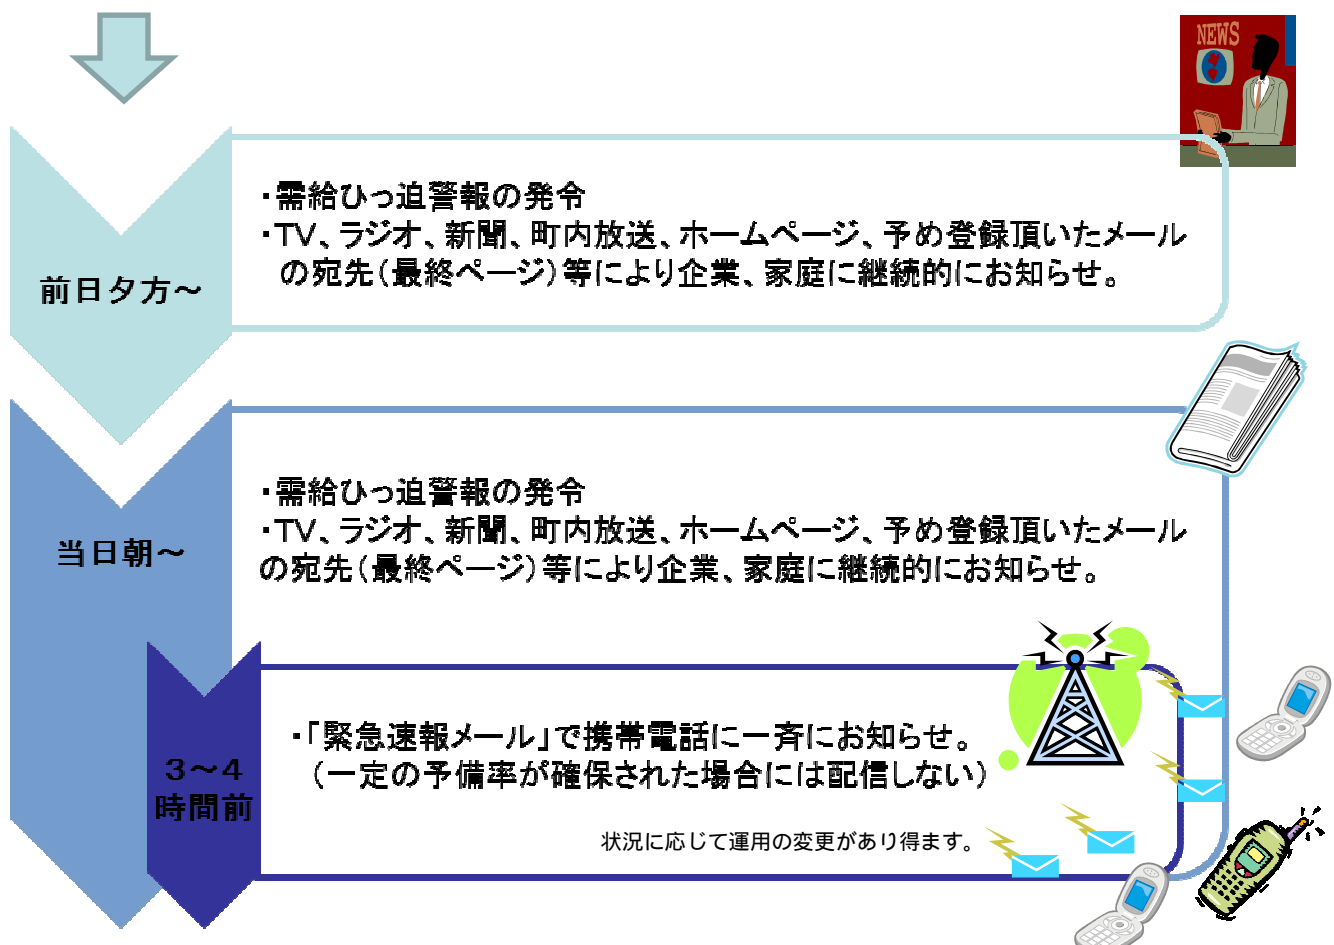 NEWS
・需給ひっ迫警報の発令
・TV、ラジオ、新聞、町内放送、ホームページ、予め登録頂いたメール
の宛先（最終ページ）等により企業、家庭に継続的にお知らせ。
前日夕方～
・需給ひっ迫警報の発令
・TV、ラジオ、新聞、町内放送、ホームページ、予め登録頂いたメール
の宛先（最終ページ）等により企業、家庭に継続的にお知らせ。
当日朝～
・「緊急速報メール」で携帯電話に一斉にお知らせ。
（一定の予備率が確保された場合には配信しない）
3～4
時間前
状況に応じて運用の変更があり得ます。